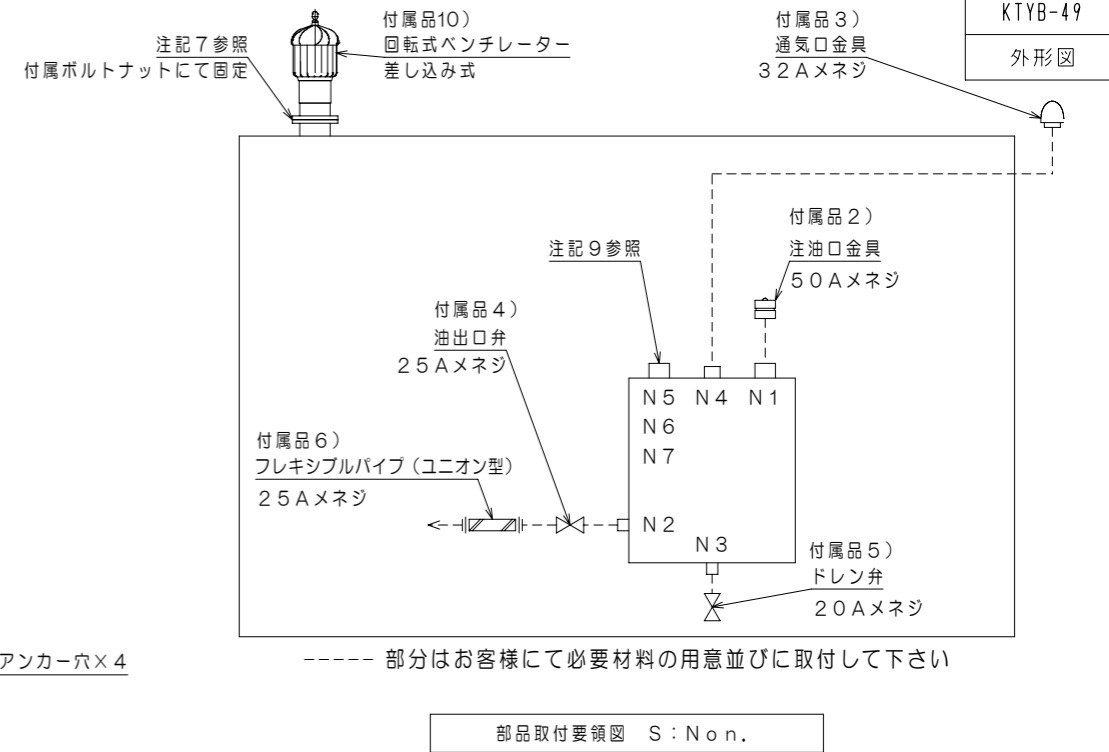 KTYB-49
外形図
注記7参照
付属ボルトナットにて固定
付属品10)
回転式ベンチレーター
差し込み式
付属品3)
通気口金具
32Aメネジ
付属品2)
注油口金具
50Aメネジ
注記9参照
付属品4)
油出口弁
25Aメネジ
N5 N4 N1
N6
N7
付属品6)
フレキシブルパイプ(ユニオン型)
25Aメネジ
N2
N3
付属品5)
ドレン弁
20Aメネジ
アンカー穴×4
----- 部分はお客様にて必要材料の用意並びに取付して下さい
部品取付要領図 S:Non.